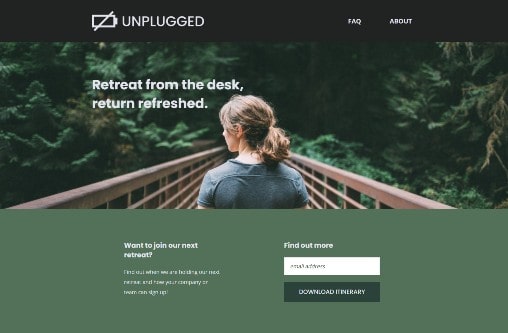 UNPLUGGED
FAQ
ABOUT
Retreat from the desk,
return refreshed.
Want to join our next
retreat?
Find out when we are holding our next
retreat and how your company or
team can sign up!
Find out more
email address
DOWNLOAD ITINERARY